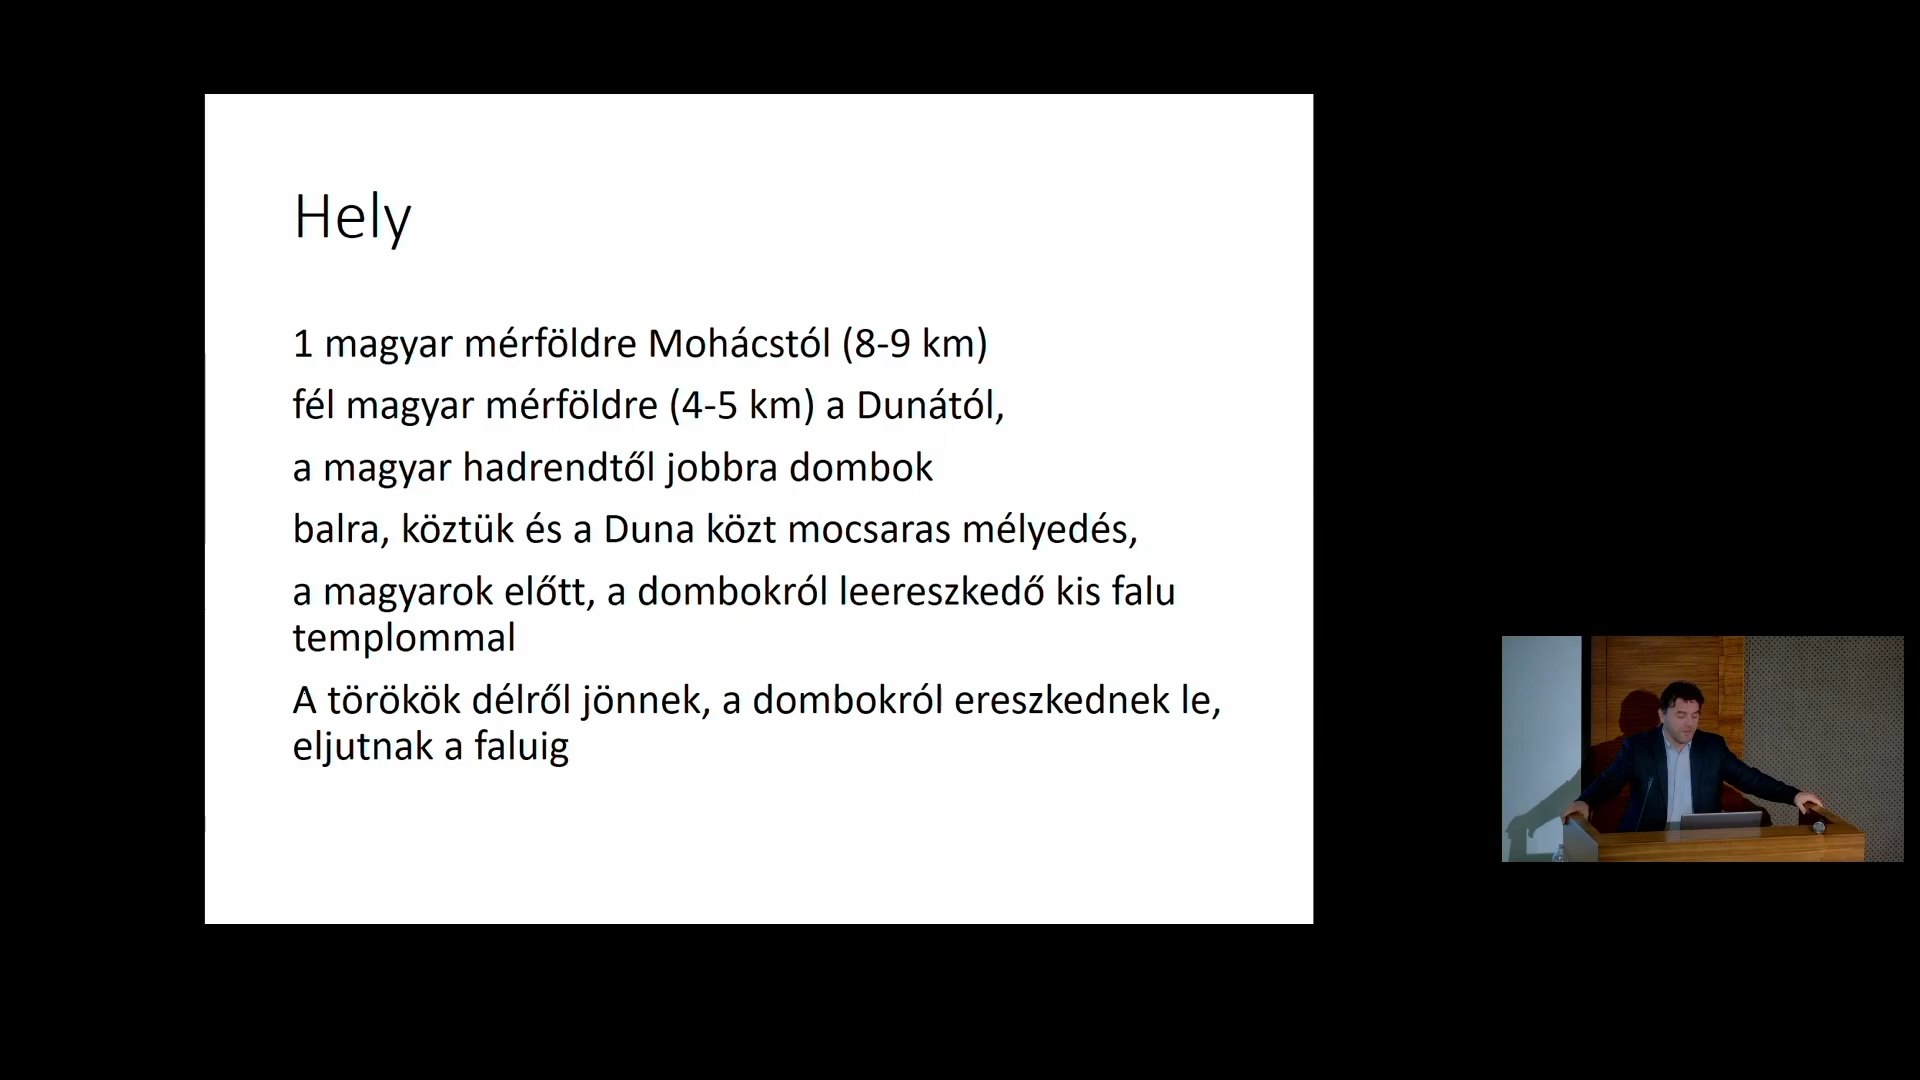 Hely
1 magyar mérföldre Mohácstól (8-9 km)
fél magyar mérföldre (4-5 km) a Dunától,
a magyar hadrendtől jobbra dombok
balra, köztük és a Duna közt mocsaras mélyedés,
a magyarok előtt, a dombokról leereszkedő kis falu
templommal
A törökök délről jönnek, a dombokról ereszkednek le,
eljutnak a faluig